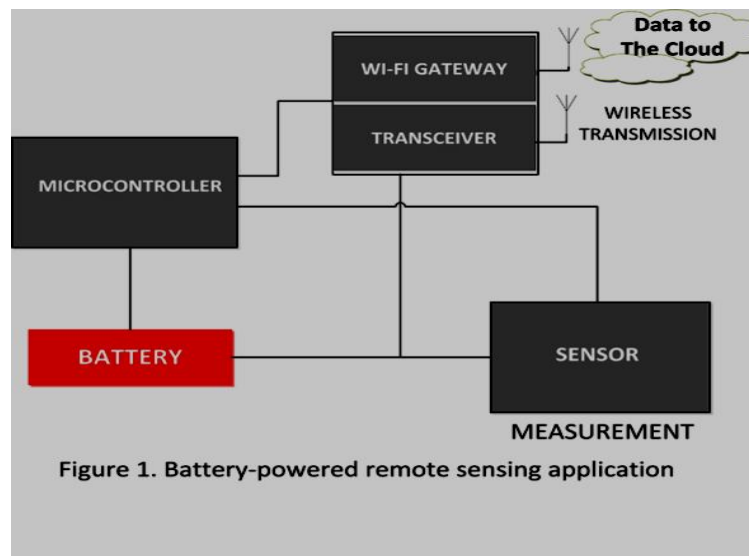 Data to
The Cloud
WI-FI GATEWAY
TRANSCEIVER
WIRELESS
TRANSMISSION
MICROCONTROLLER
BATTERY
SENSOR
MEASUREMENT
Figure 1. Battery-powered remote sensing application